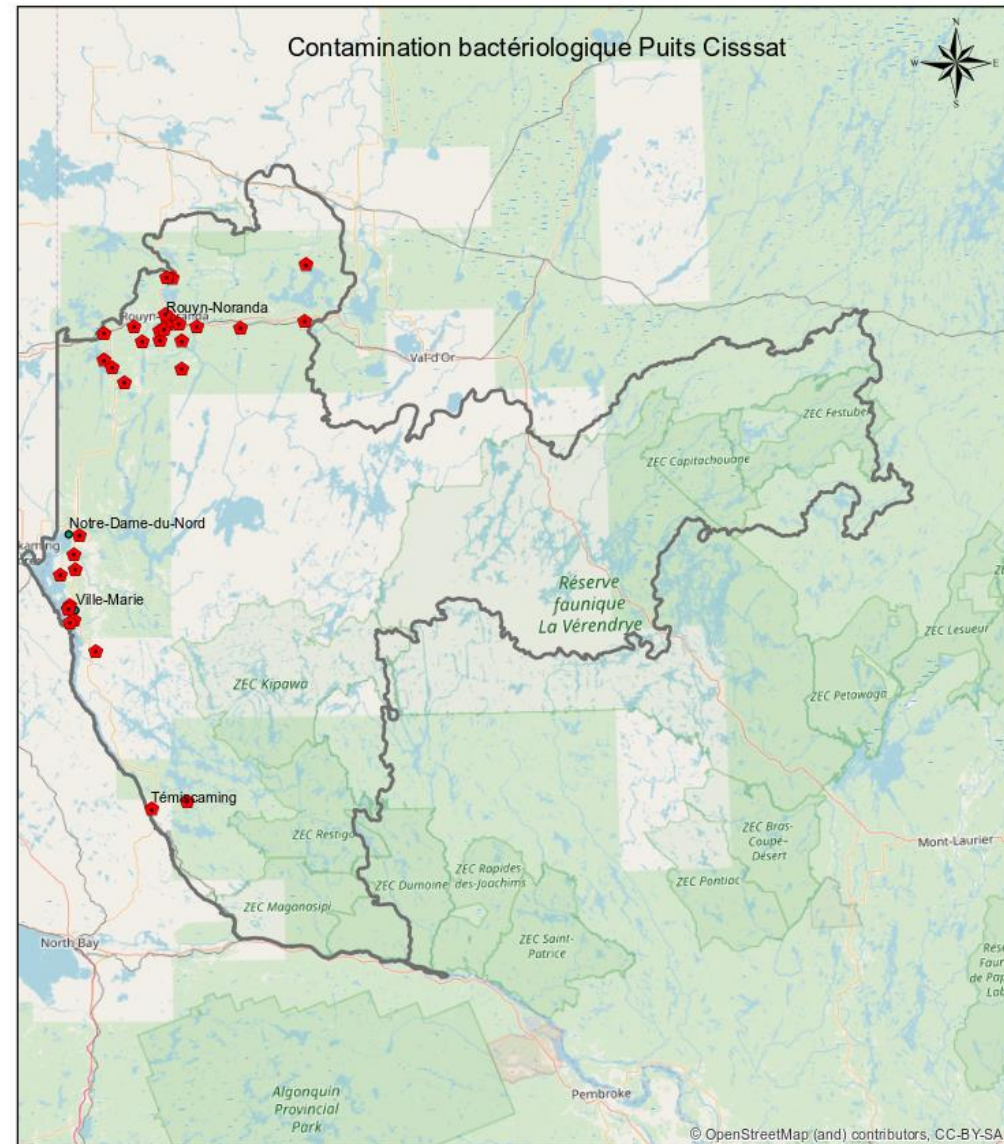 Contamination bactériologique Puits Cisssat
N
W
E
S
Rouyn-Noranda
Val-d'Or
ZEC Festubert
ZEC Capitachouane
Notre-Dame-du-Nord
Ville-Marie
Réserve
faunique
La Vérendrye
ZEC Lesueur
ZEC Kipawa
ZEC Petawaga
Témiscaming
ZEC Restigo
ZEC Bras-
Coupé-
Désert
Mont-Laurier
ZEC Dumoine
ZEC Rapides
des-Joachims
ZEC Pontiac
ZEC Maganasipi
North Bay
ZEC Saint-
Patrice
Algonquin
Provincial
Park
Pembroke
© OpenStreetMap (and) contributors, CC-BY-SA